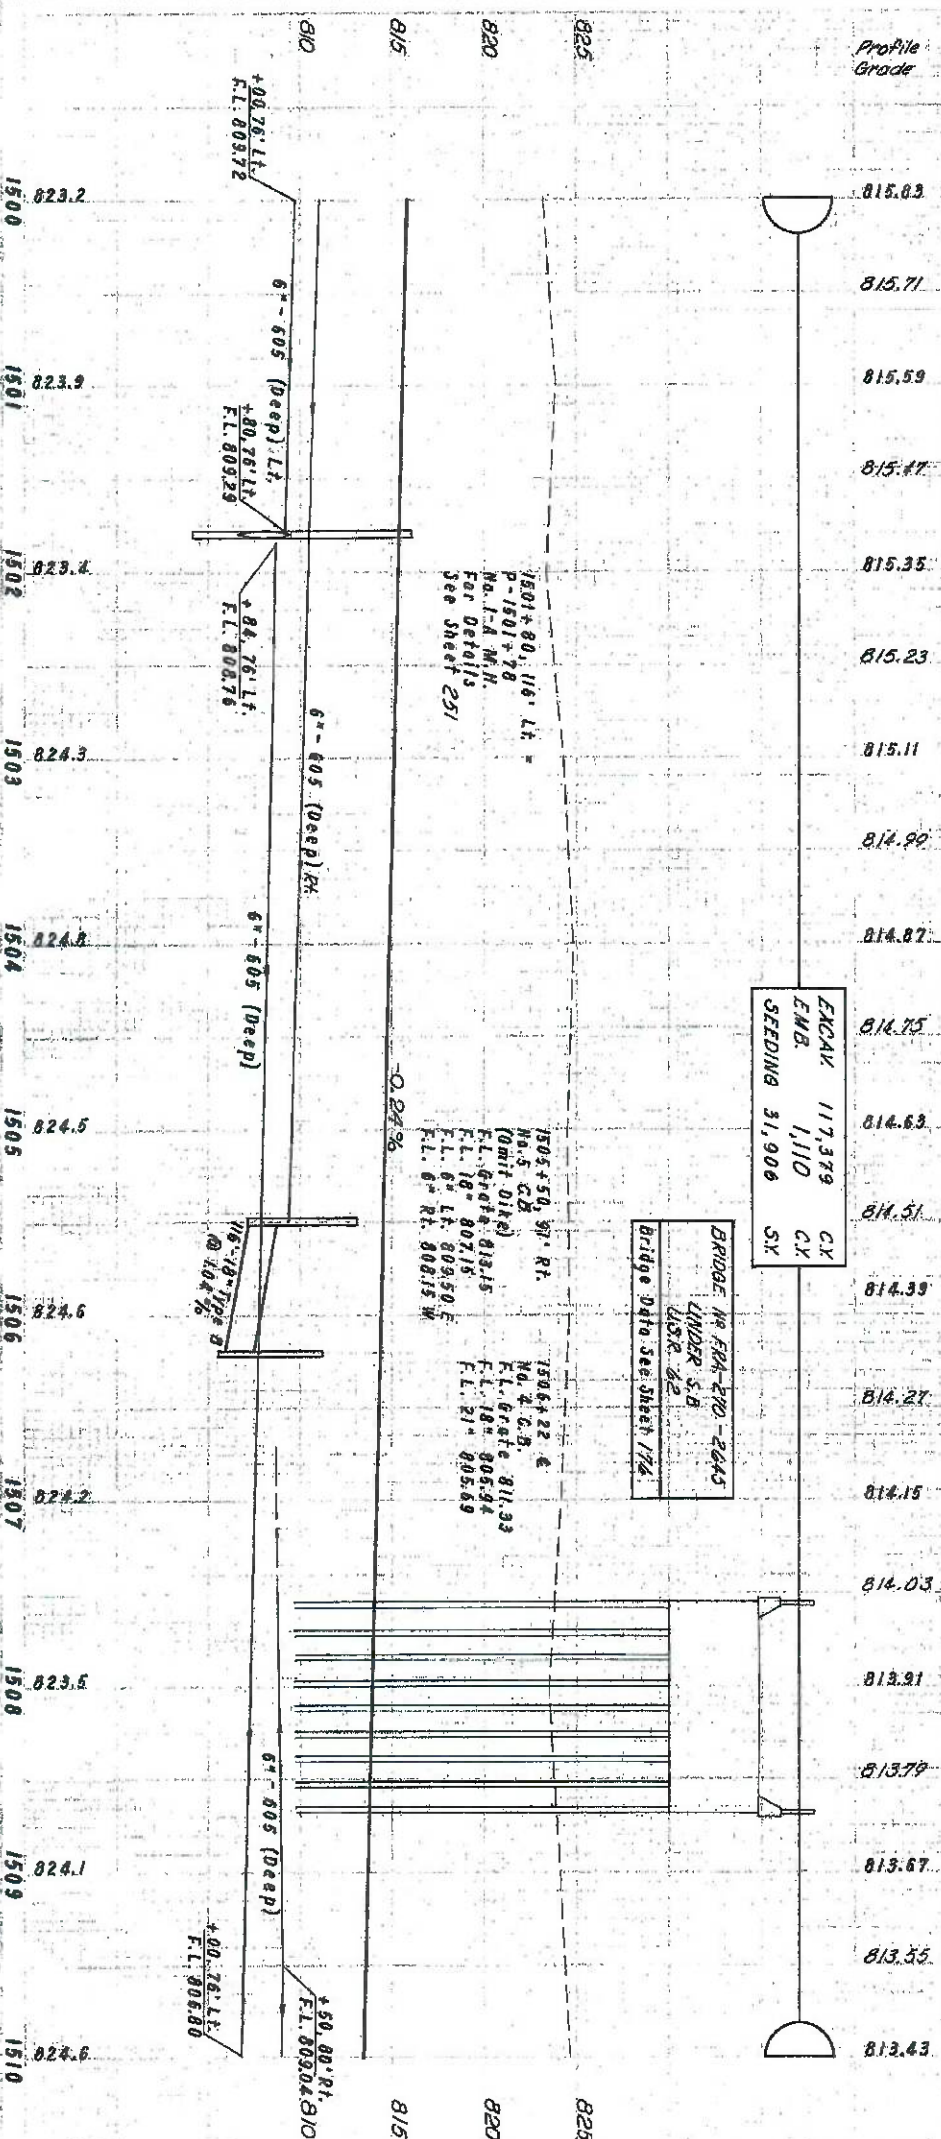 Profile
Grade
815.83
815.71
815.59
815.47
815.35
815.23
815.11
814.99
814.87
814.75
814.63
814.51
814.39
814.27
814.15
814.03
813.91
813.79
813.67
813.55
813.43
EXCAV. 117,379 C.Y.
EMB. 1,110 C.Y.
SEEDING 31,906 S.Y.
BRIDGE No FRA-270-2645
UNDER S.B.
U.S.R. 62
Bridge Data See Sheet 176
825
820
815
810
825
820
815
810
1501+80, 116' Lt. =
P-1501+78
No. 1-A M.H.
For Details
See Sheet 251
1505+50, 91' Rt.
No. 5 C.B.
(Omit Dike)
F.L. Grate 813.15
F.L. 18" 807.15
F.L. 6" Lt. 809.50 E
F.L. 6" Rt. 808.15 W
1506+22 ℄
No. 4 C.B.
F.L. Grate 811.33
F.L. 18" 805.94
F.L. 21" 805.69
-0.24%
+00, 76' Lt.
F.L. 809.72
6"-605 (Deep) Lt.
+80, 76' Lt.
F.L. 809.29
+84, 76' Lt.
F.L. 808.76
6"-605 (Deep) Rt.
6"-605 (Deep)
116'-18" Type B
@ 1.04%
6"-605 (Deep)
+50, 80' Rt.
F.L. 809.04
+00, 76' Lt.
F.L. 806.80
823.2
823.9
823.4
824.3
824.8
824.5
824.6
824.2
823.5
824.1
824.6
1500
1501
1502
1503
1504
1505
1506
1507
1508
1509
1510